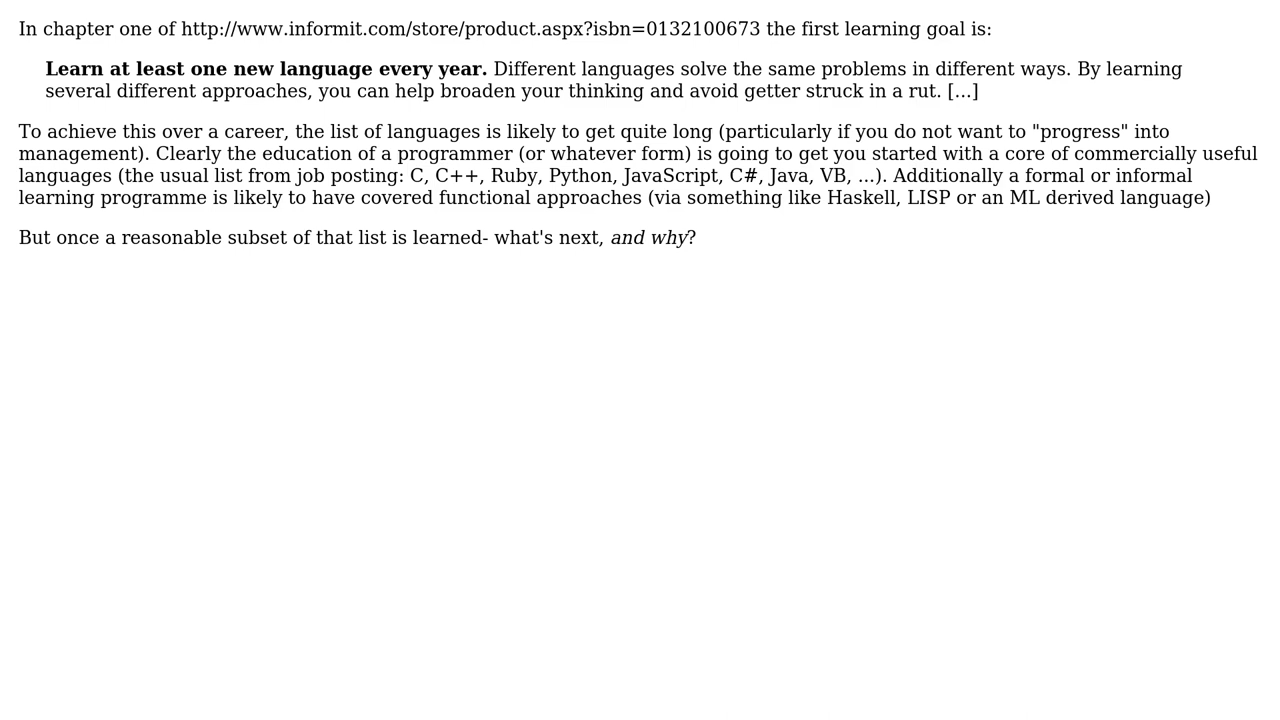 In chapter one of http://www.informit.com/store/product.aspx?isbn=0132100673 the first learning goal is:
Learn at least one new language every year. Different languages solve the same problems in different ways. By learning
several different approaches, you can help broaden your thinking and avoid getter struck in a rut. [...]
To achieve this over a career, the list of languages is likely to get quite long (particularly if you do not want to "progress" into
management). Clearly the education of a programmer (or whatever form) is going to get you started with a core of commercially useful
languages (the usual list from job posting: C, C++, Ruby, Python, JavaScript, C#, Java, VB, ...). Additionally a formal or informal
learning programme is likely to have covered functional approaches (via something like Haskell, LISP or an ML derived language)
But once a reasonable subset of that list is learned- what's next, and why?